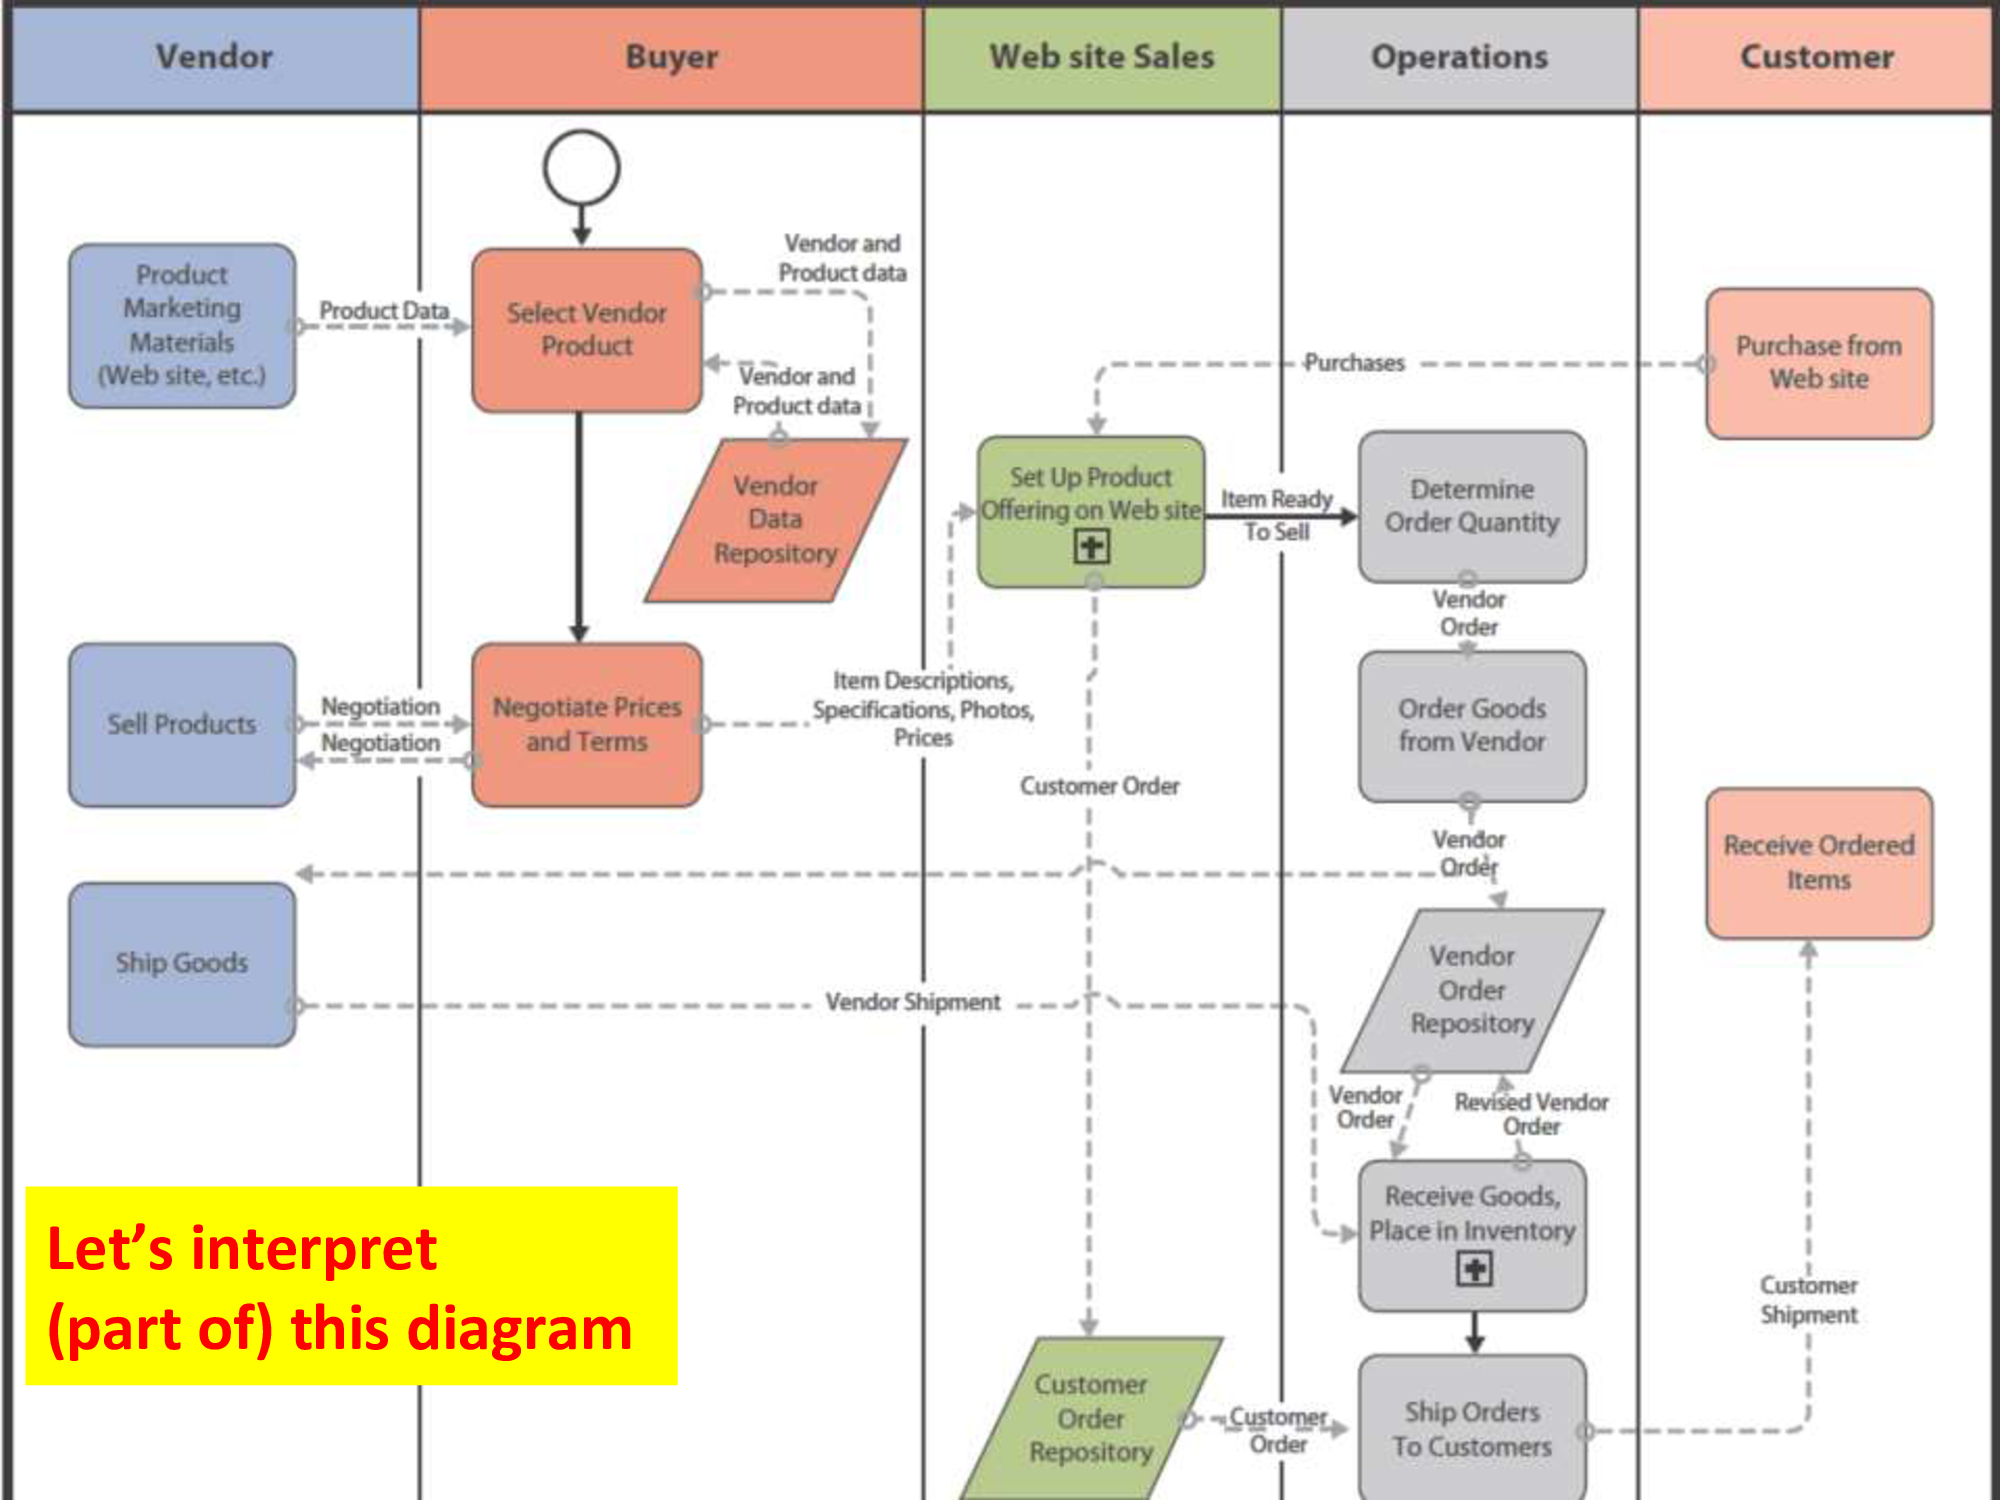 Vendor
Buyer
Web site Sales
Operations
Customer
Product
Marketing
Materials
(Web site, etc.)
Product Data
Select Vendor
Product
Vendor and
Product data
Vendor and
Product data
Vendor
Data
Repository
Purchases
Purchase from
Web site
Set Up Product
Offering on Web site
Item Ready
To Sell
Determine
Order Quantity
Vendor
Order
Sell Products
Negotiation
Negotiation
Negotiate Prices
and Terms
Item Descriptions,
Specifications, Photos,
Prices
Order Goods
from Vendor
Customer Order
Vendor
Order
Receive Ordered
Items
Ship Goods
Vendor Shipment
Vendor
Order
Repository
Vendor
Order
Revised Vendor
Order
Receive Goods,
Place in Inventory
Let’s interpret
(part of) this diagram
Customer
Shipment
Customer
Order
Repository
Customer
Order
Ship Orders
To Customers